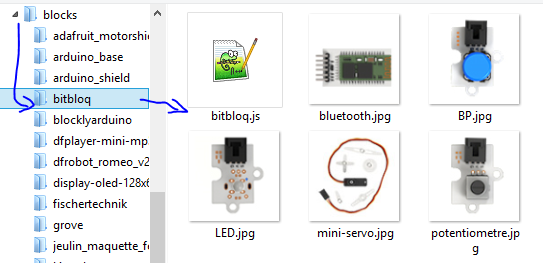 blocks
adafruit_motorshie
arduino_base
arduino_shield
bitbloq
blocklyarduino
dfplayer-mini-mp
dfrobot_romeo_v2
display-oled-128x6
fischertechnik
grove
jeulin_maquette_fe
bitbloq.js
bluetooth.jpg
BP.jpg
LED.jpg
mini-servo.jpg
potentiometre.jp
g